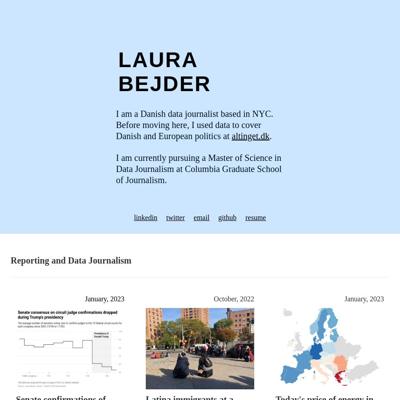 LAURA
BEJDER
I am a Danish data journalist based in NYC.
Before moving here, I used data to cover
Danish and European politics at altinget.dk.
I am currently pursuing a Master of Science in
Data Journalism at Columbia Graduate School
of Journalism.
linkedin twitter email github resume
Reporting and Data Journalism
January, 2023 October, 2022 January, 2023
Senate consensus on circuit judge confirmations dropped
during Trump's presidency
Senate confirmations of Latina immigrants at a Today's price of energy in